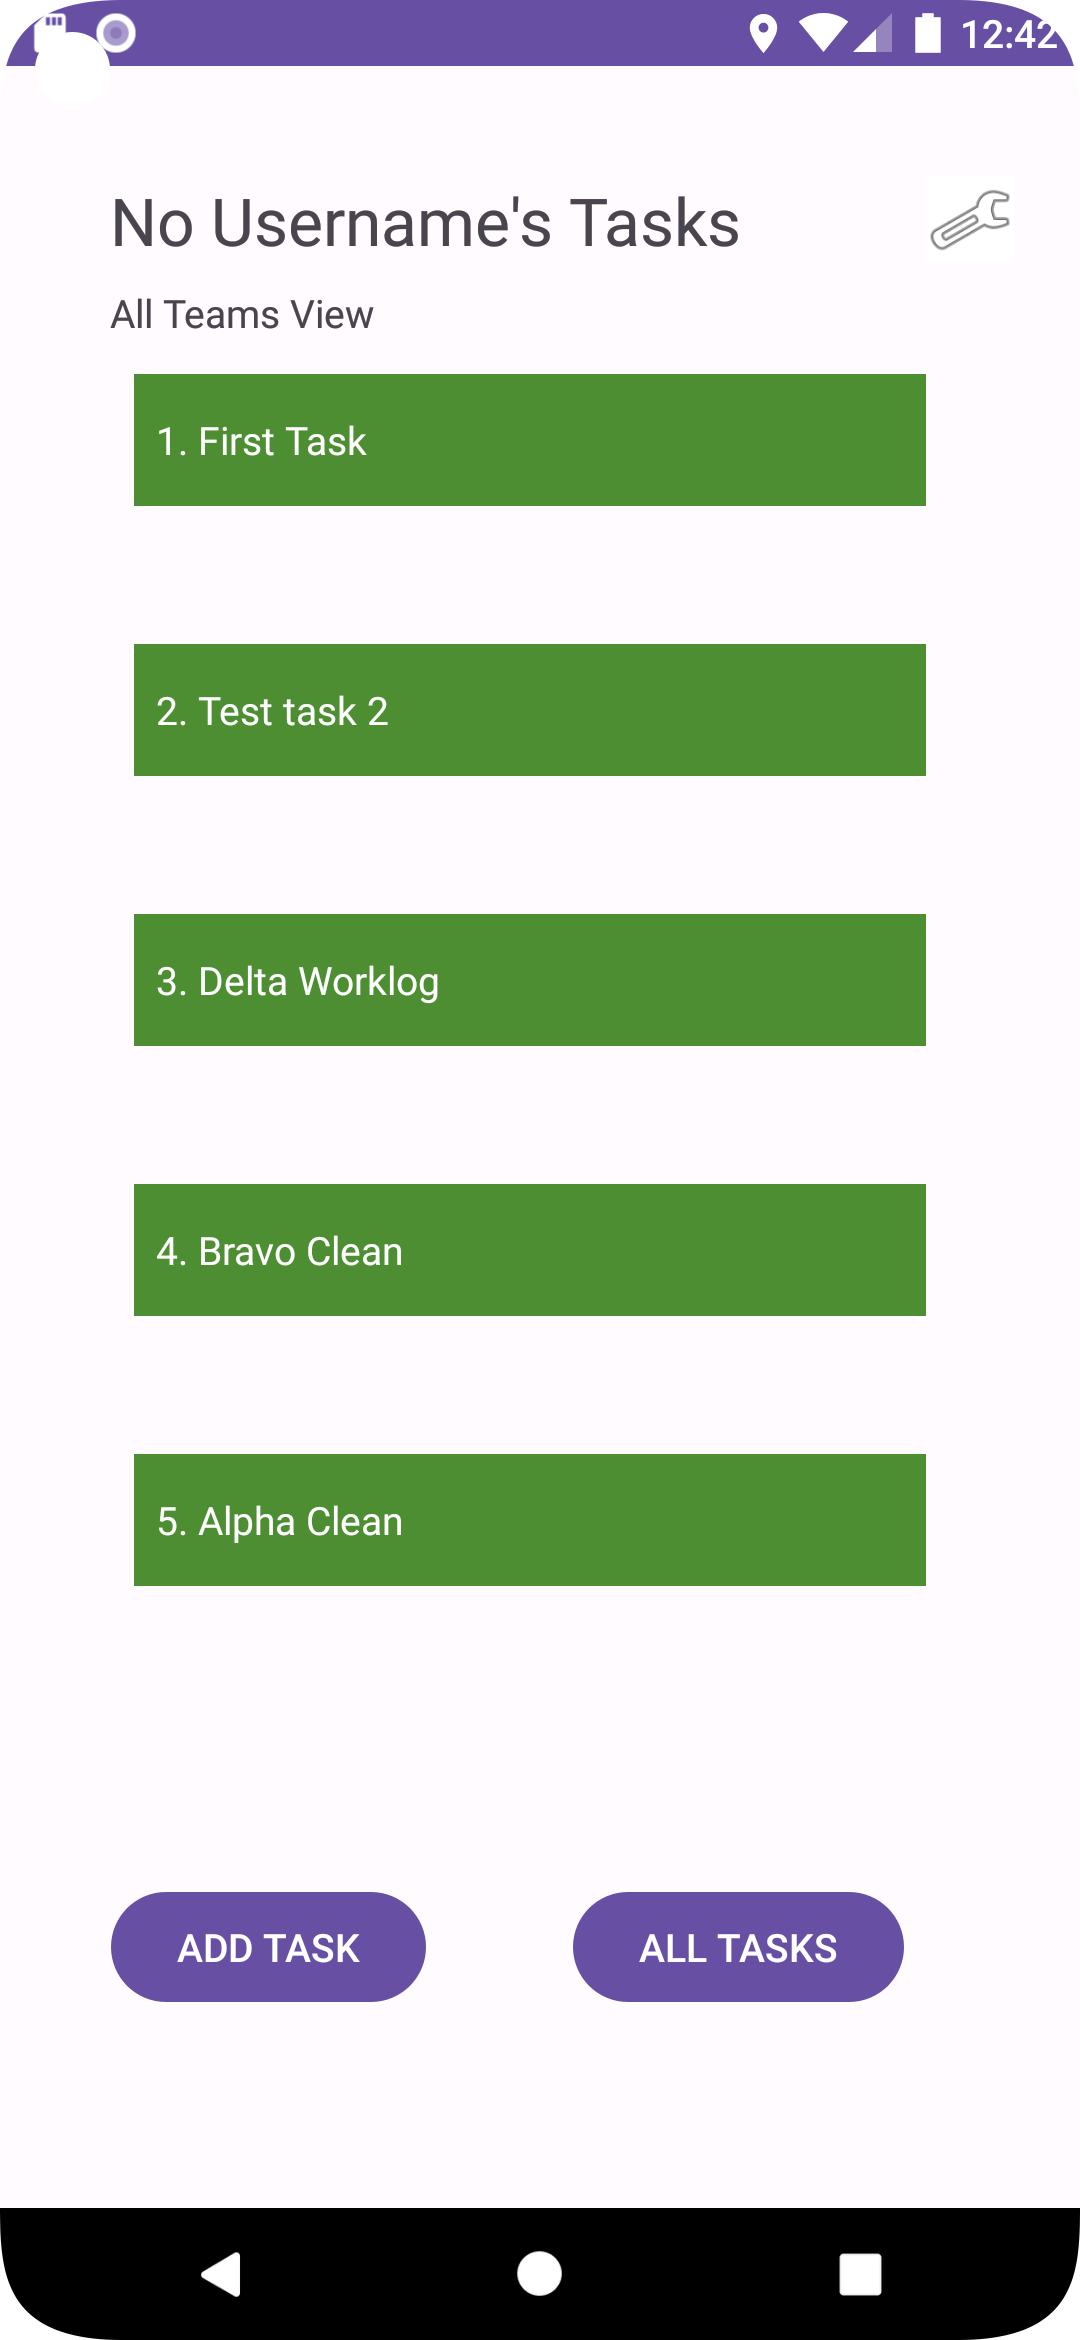 12:42
No Username's Tasks
All Teams View
1. First Task
2. Test task 2
3. Delta Worklog
4. Bravo Clean
5. Alpha Clean
ADD TASK
ALL TASKS